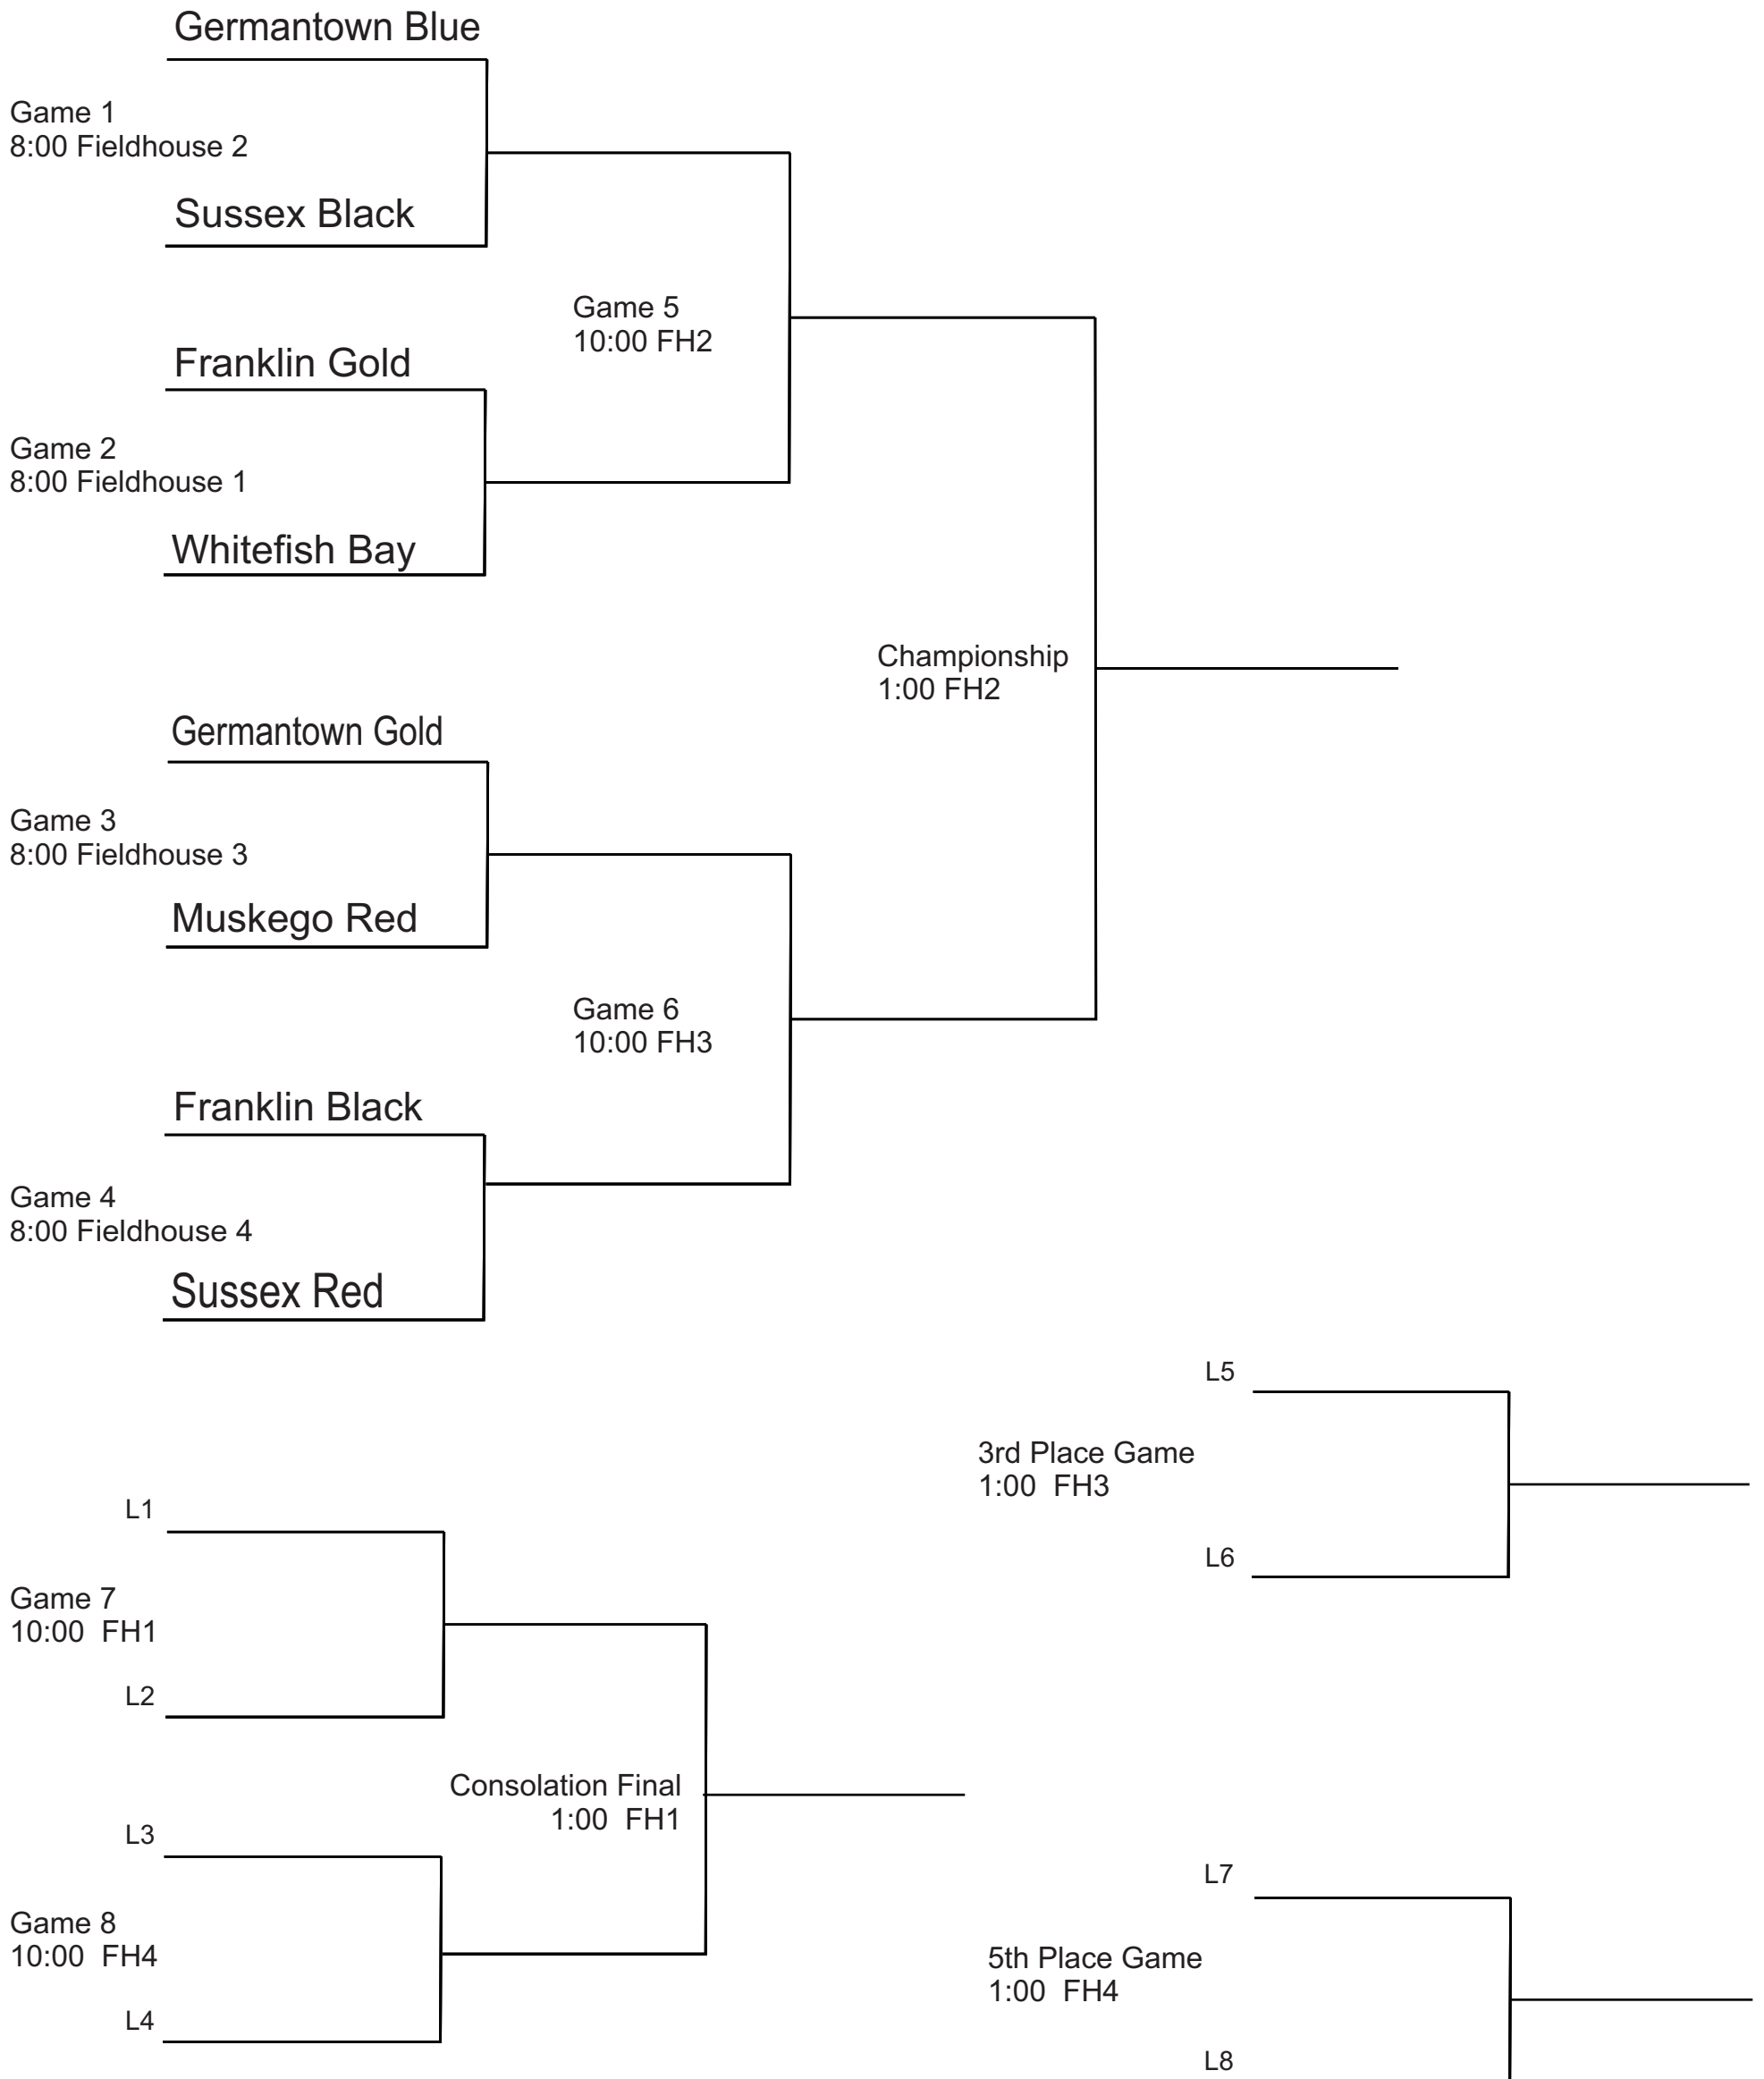 Germantown Blue
Game 1
8:00 Fieldhouse 2
Sussex Black
Game 5
10:00 FH2
Franklin Gold
Game 2
8:00 Fieldhouse 1
Whitefish Bay
Championship
1:00 FH2
Germantown Gold
Game 3
8:00 Fieldhouse 3
Muskego Red
Game 6
10:00 FH3
Franklin Black
Game 4
8:00 Fieldhouse 4
Sussex Red
L5
3rd Place Game
1:00 FH3
L6
L1
Game 7
10:00 FH1
L2
Consolation Final
1:00 FH1
L3
Game 8
10:00 FH4
L4
L7
5th Place Game
1:00 FH4
L8